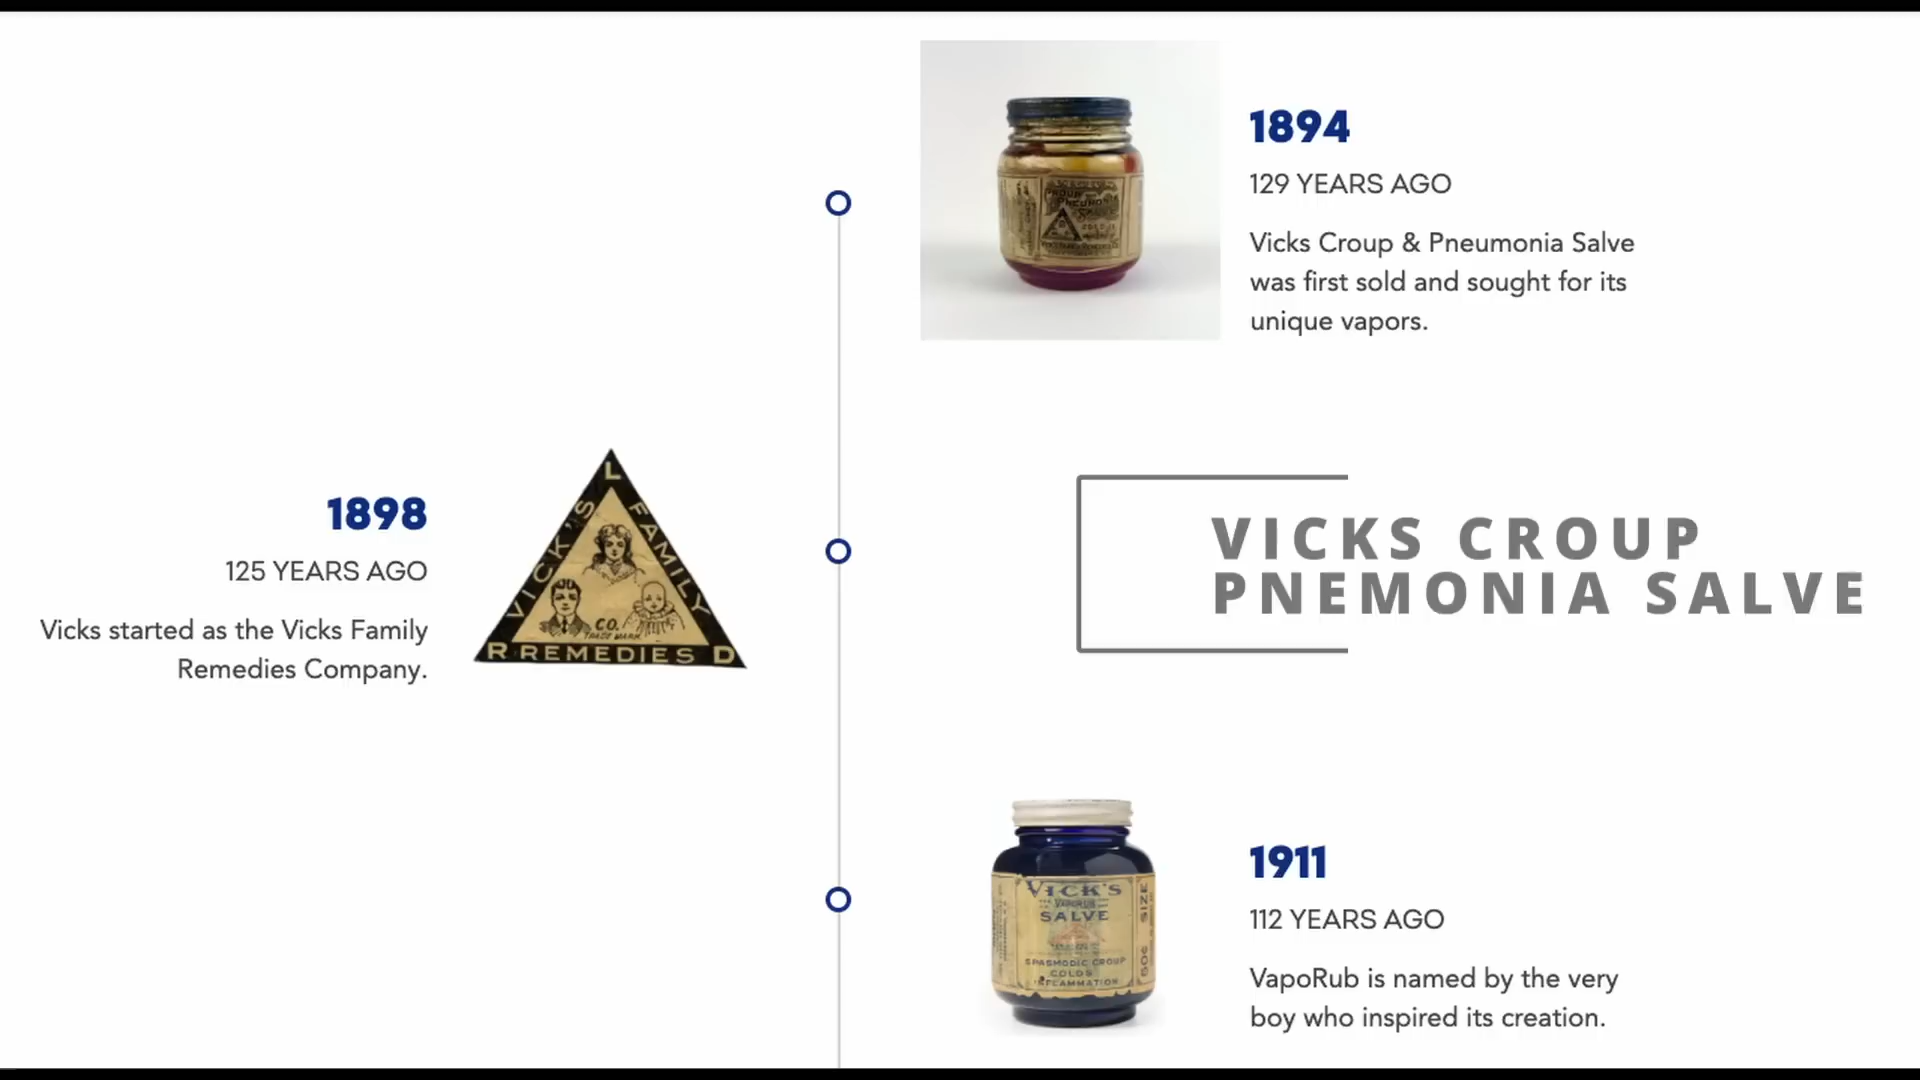 1894
129 YEARS AGO
Vicks Croup & Pneumonia Salve
was first sold and sought for its
unique vapors.
1898
125 YEARS AGO
Vicks started as the Vicks Family
Remedies Company.
L
VICK'S
FAMILY
CO.
TRADE MARK
R REMEDIES D
VICKS CROUP
PNEMONIA SALVE
VICK'S
VAPORUB
SALVE
SPASMODIC CROUP
COLDS
INFLAMMATION
50¢ SIZE
1911
112 YEARS AGO
VapoRub is named by the very
boy who inspired its creation.